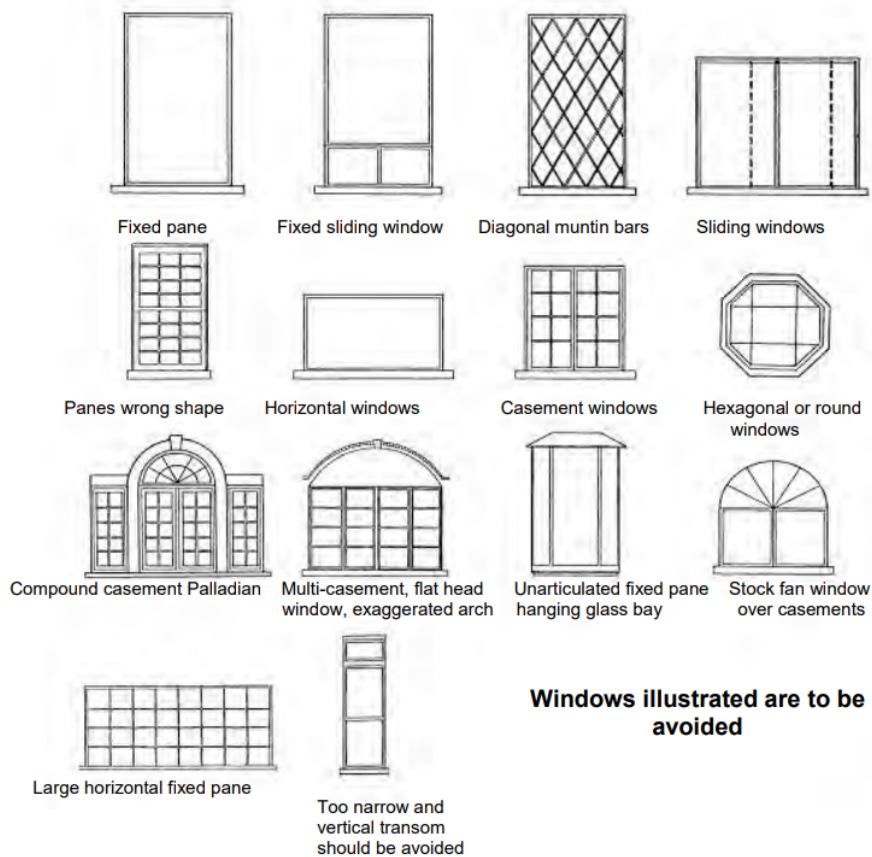 Fixed pane
Fixed sliding window
Diagonal muntin bars
Sliding windows
Panes wrong shape
Horizontal windows
Casement windows
Hexagonal or round
windows
Compound casement Palladian
Multi-casement, flat head
window, exaggerated arch
Unarticulated fixed pane
hanging glass bay
Stock fan window
over casements
Large horizontal fixed pane
Too narrow and
vertical transom
should be avoided
Windows illustrated are to be
avoided